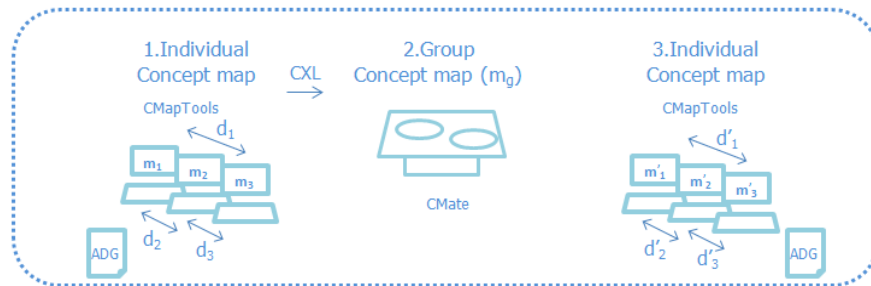 1.Individual
Concept map
CXL
2.Group
Concept map (mg)
3.Individual
Concept map
CMapTools
CMapTools
d1
d'1
m1
m2
m3
m'1
m'2
m'3
CMate
d2
d3
d'2
d'3
ADG
ADG